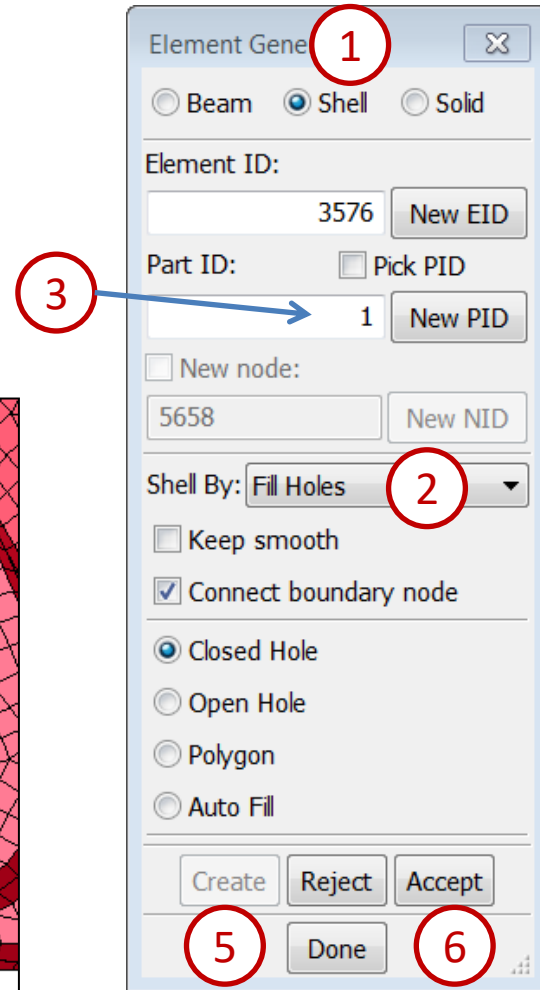 Element Gene
1
Beam Shell Solid
Element ID:
3576 New EID
Part ID: Pick PID
3
1 New PID
New node:
5658 New NID
Shell By: Fill Holes 2
Keep smooth
Connect boundary node
Closed Hole
Open Hole
Polygon
Auto Fill
Create Reject Accept
5 Done 6